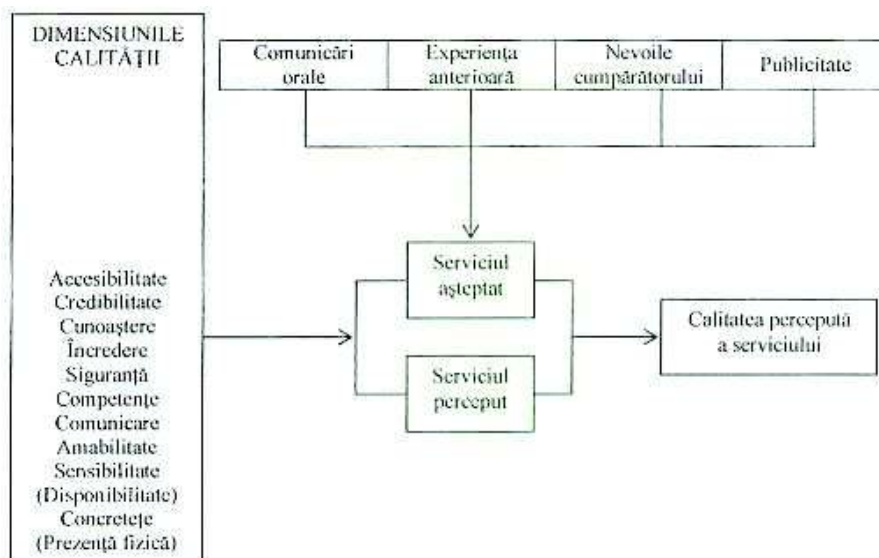 DIMENSIUNILE
CALITĂȚII
Accesibilitate
Credibilitate
Cunoaștere
Încredere
Siguranță
Competențe
Comunicare
Amabilitate
Sensibilitate
(Disponibilitate)
Concretețe
(Prezență fizică)
Comunicări
orale
Experiența
anterioară
Nevoile
cumpărătorului
Publicitate
Serviciul
așteptat
Serviciul
perceput
Calitatea percepută
a serviciului